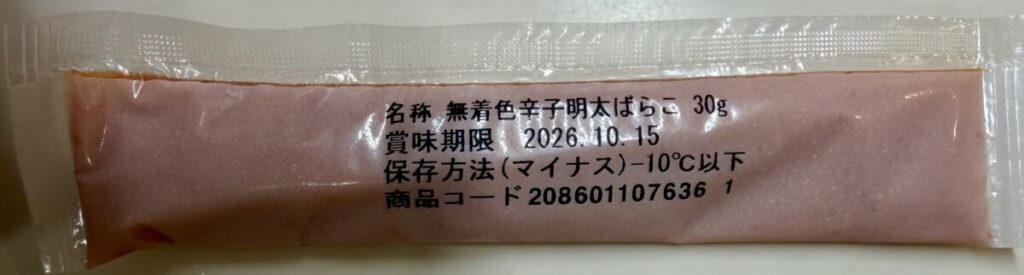 名称 無着色辛子明太ばらこ 30g
賞味期限 2026.10.15
保存方法(マイナス)-10℃以下
商品コード208601107636 1